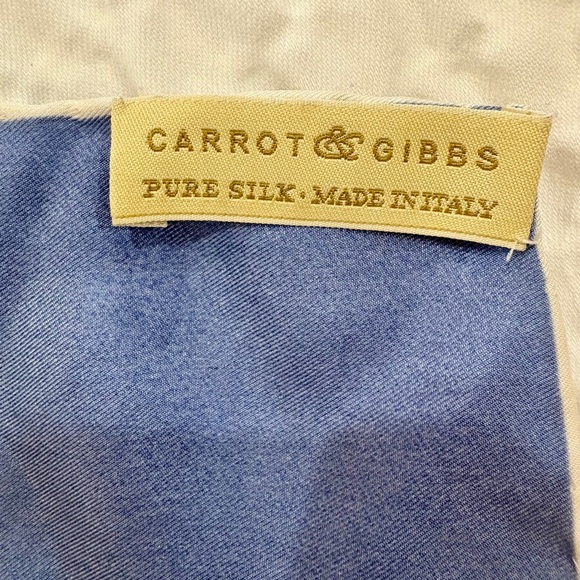 CARROT & GIBBS
PURE SILK · MADE IN ITALY